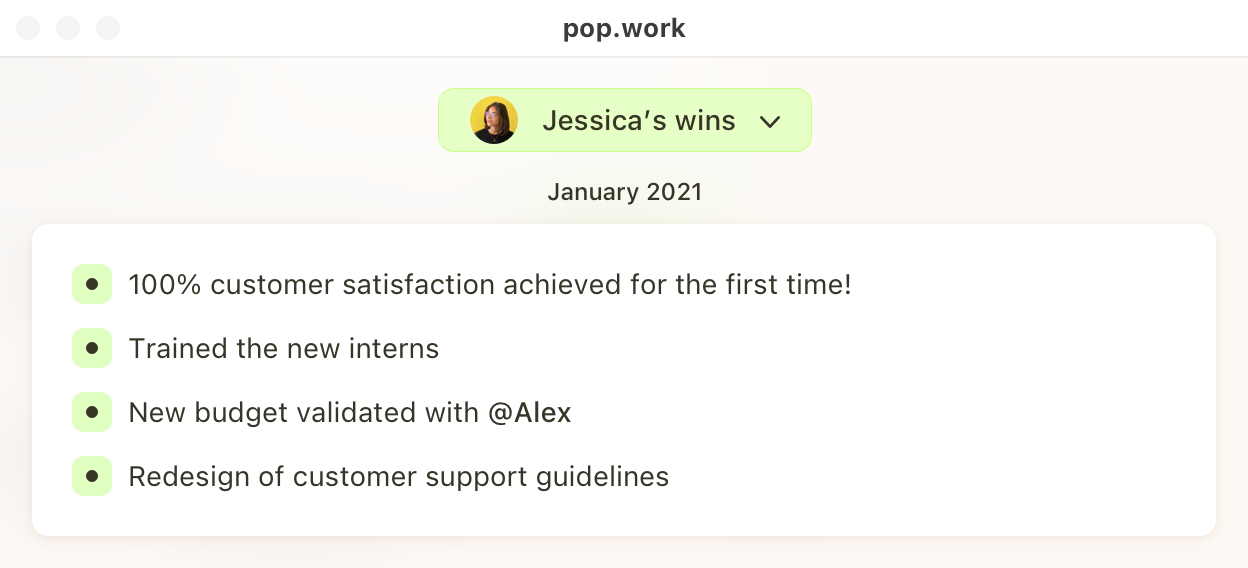 pop.work
Jessica’s wins
January 2021
100% customer satisfaction achieved for the first time!
Trained the new interns
New budget validated with @Alex
Redesign of customer support guidelines